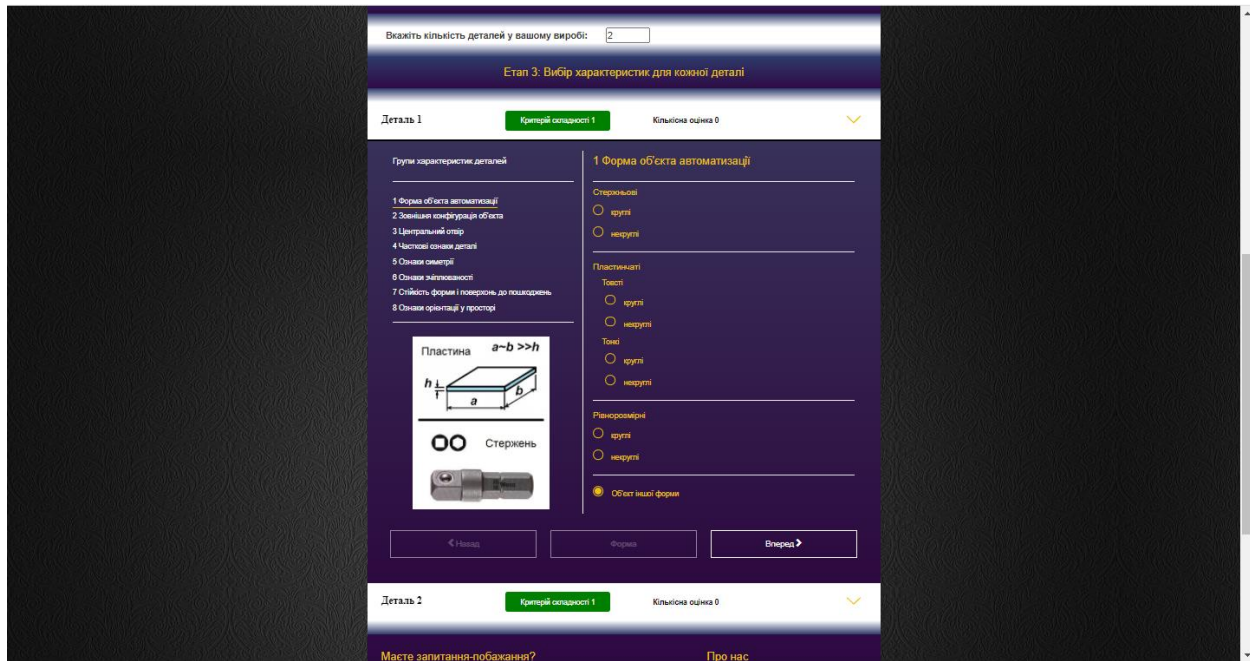 Вкажіть кількість деталей у вашому виробі: 2
Етап 3: Вибір характеристик для кожної деталі
Деталь 1 Критерій складності 1 Кількісна оцінка 0
Групи характеристик деталей
1 Форма об'єкта автоматизації
2 Зовнішня конфігурація об'єкта
3 Центральний отвір
4 Часткові ознаки деталі
5 Ознаки симетрії
6 Ознаки зчіплюваності
7 Стійкість форми і поверхонь до пошкоджень
8 Ознаки орієнтації у просторі
Пластина a~b >>h
h
a
b
Стержень
1 Форма об'єкта автоматизації
Стержньові
круглі
некруглі
Пластинчаті
Товсті
круглі
некруглі
Тонкі
круглі
некруглі
Рівнорозмірні
круглі
некруглі
Об'єкт іншої форми
Назад Форма Вперед
Деталь 2 Критерій складності 1 Кількісна оцінка 0
Маєте запитання-побажання? Про нас